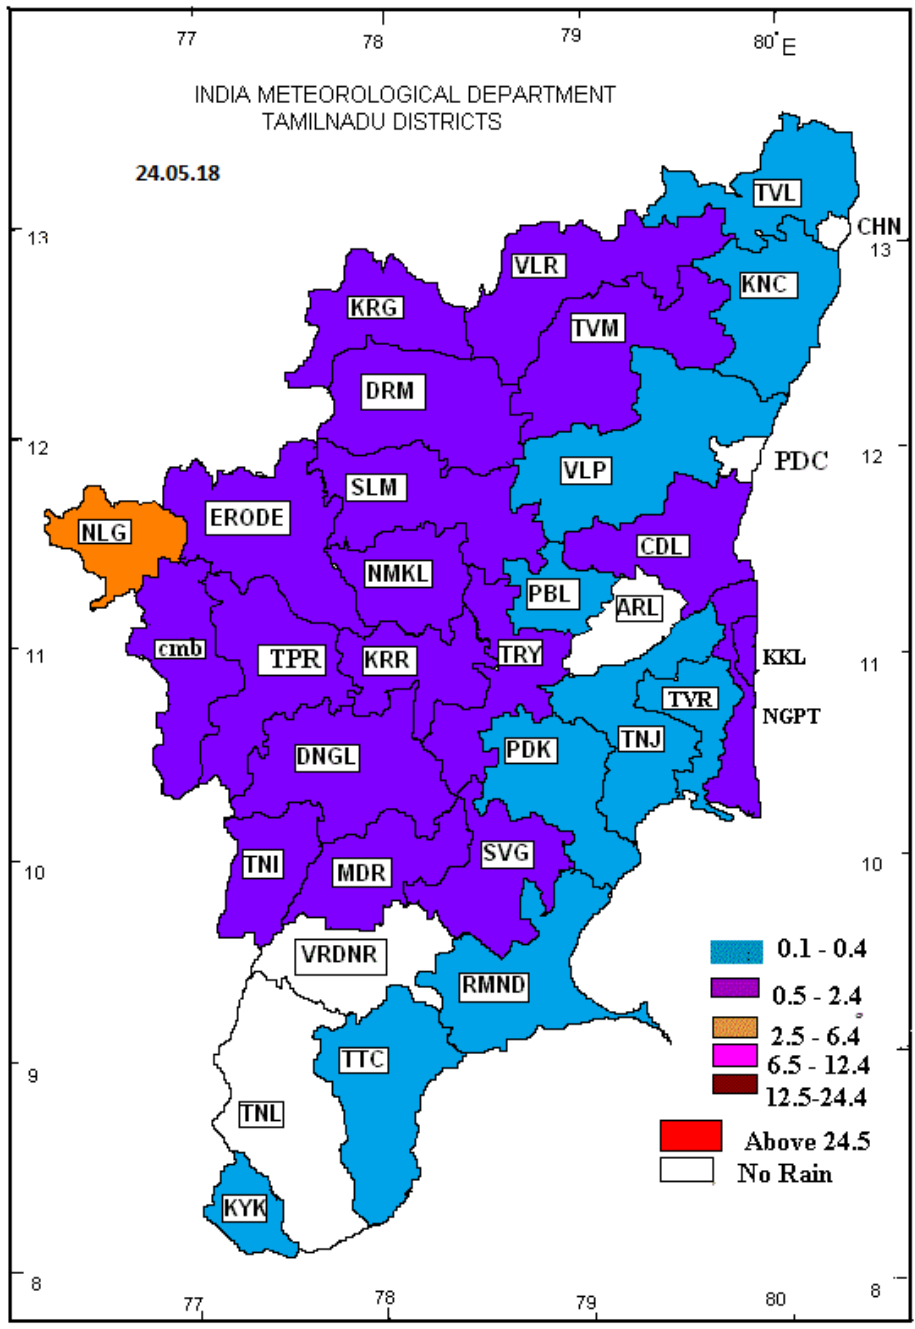 77 78 79 80° E
INDIA METEOROLOGICAL DEPARTMENT
TAMILNADU DISTRICTS
24.05.18
TVL
13 CHN 13
VLR
KNC
KRG
TVM
DRM
12 PDC 12
VLP
SLM
ERODE
NLG
CDL
NMKL
PBL
ARL
cmb
11 TPR KRR TRY KKL 11
TVR
NGPT
TNJ
PDK
DNGL
SVG
TNI
10 MDR 10
VRDNR
0.1 - 0.4
RMND
0.5 - 2.4
2.5 - 6.4
TTC
6.5 - 12.4
9 9
12.5-24.4
TNL
Above 24.5
No Rain
KYK
8 8
77 78 79 80